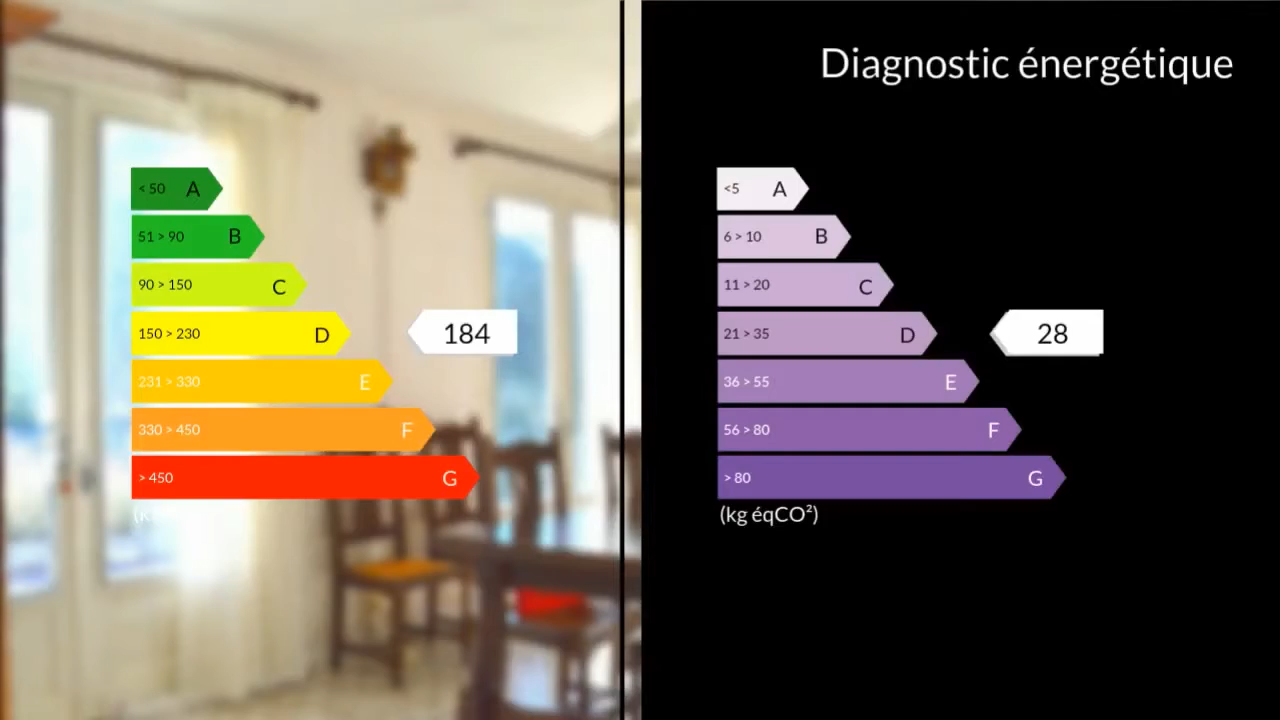 Diagnostic énergétique
< 50 A
51 > 90 B
90 > 150 C
150 > 230 D
184
231 > 330 E
330 > 450 F
> 450 G
<5 A
6 > 10 B
11 > 20 C
21 > 35 D
28
36 > 55 E
56 > 80 F
> 80 G
(kg éqCO²)